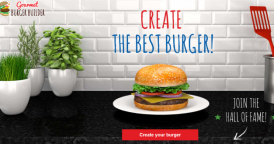 Gourmet
BURGER BUILDER
CREATE
THE BEST BURGER!
JOIN THE
HALL OF FAME!
Create your burger